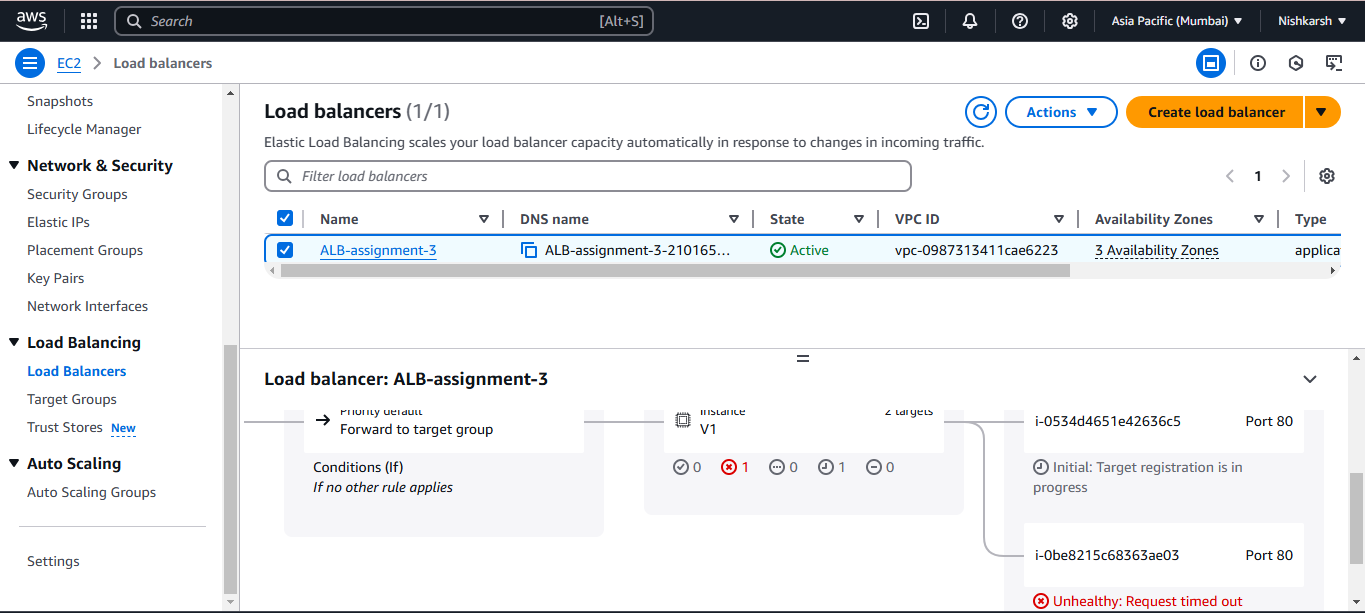 aws
Search
[Alt+S]
Asia Pacific (Mumbai)
Nishkarsh
EC2
Load balancers
Snapshots
Lifecycle Manager
Network & Security
Security Groups
Elastic IPs
Placement Groups
Key Pairs
Network Interfaces
Load Balancing
Load Balancers
Target Groups
Trust Stores New
Auto Scaling
Auto Scaling Groups
Settings
Load balancers (1/1)
Actions
Create load balancer
Elastic Load Balancing scales your load balancer capacity automatically in response to changes in incoming traffic.
Filter load balancers
1
Name DNS name State VPC ID Availability Zones Type
ALB-assignment-3 ALB-assignment-3-210165... Active vpc-0987313411cae6223 3 Availability Zones applica
Load balancer: ALB-assignment-3
Priority default
Forward to target group
Conditions (If)
If no other rule applies
Instance 2 targets
V1
0 1 0 1 0
i-0534d4651e42636c5 Port 80
Initial: Target registration is in
progress
i-0be8215c68363ae03 Port 80
Unhealthy: Request timed out